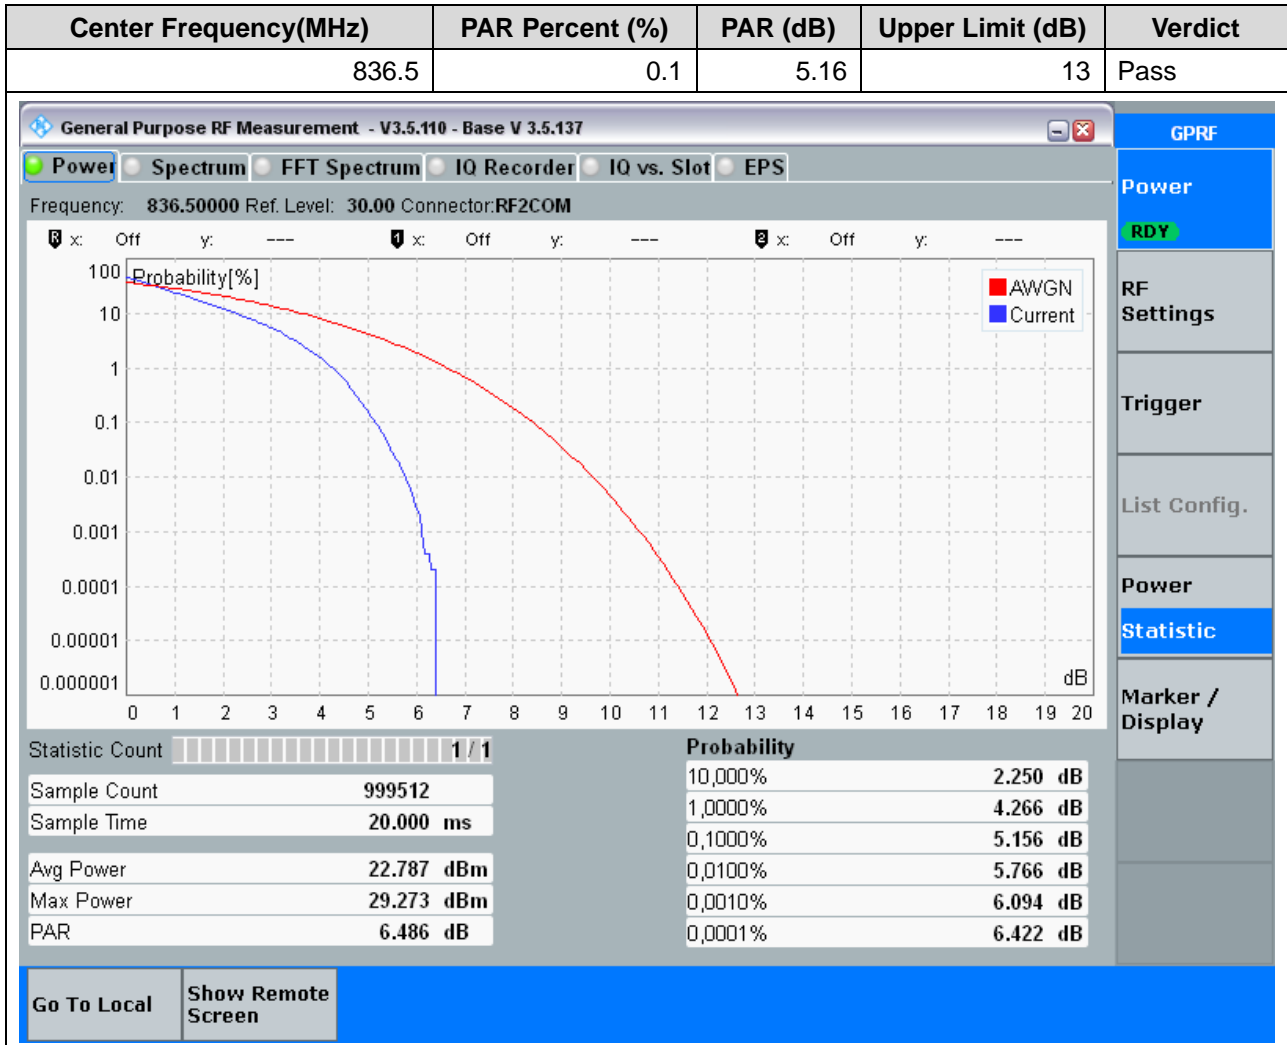 Center Frequency(MHz) PAR Percent (%) PAR (dB) Upper Limit (dB) Verdict
836.5 0.1 5.16 13 Pass
General Purpose RF Measurement - V3.5.110 - Base V 3.5.137
GPRF
Power Spectrum FFT Spectrum IQ Recorder IQ vs. Slot EPS
Power
RDY
Frequency: 836.50000 Ref. Level: 30.00 Connector:RF2COM
R x: Off y: --- 1 x: Off y: --- 2 x: Off y: ---
Probability[%]
AWGN
Current
100
10
1
0.1
0.01
0.001
0.0001
0.00001
0.000001
dB
0 1 2 3 4 5 6 7 8 9 10 11 12 13 14 15 16 17 18 19 20
RF
Settings
Trigger
List Config.
Power
Statistic
Marker /
Display
Statistic Count 1 / 1
Sample Count 999512
Sample Time 20.000 ms
Avg Power 22.787 dBm
Max Power 29.273 dBm
PAR 6.486 dB
Probability
10,000% 2.250 dB
1,0000% 4.266 dB
0,1000% 5.156 dB
0,0100% 5.766 dB
0,0010% 6.094 dB
0,0001% 6.422 dB
Go To Local
Show Remote
Screen